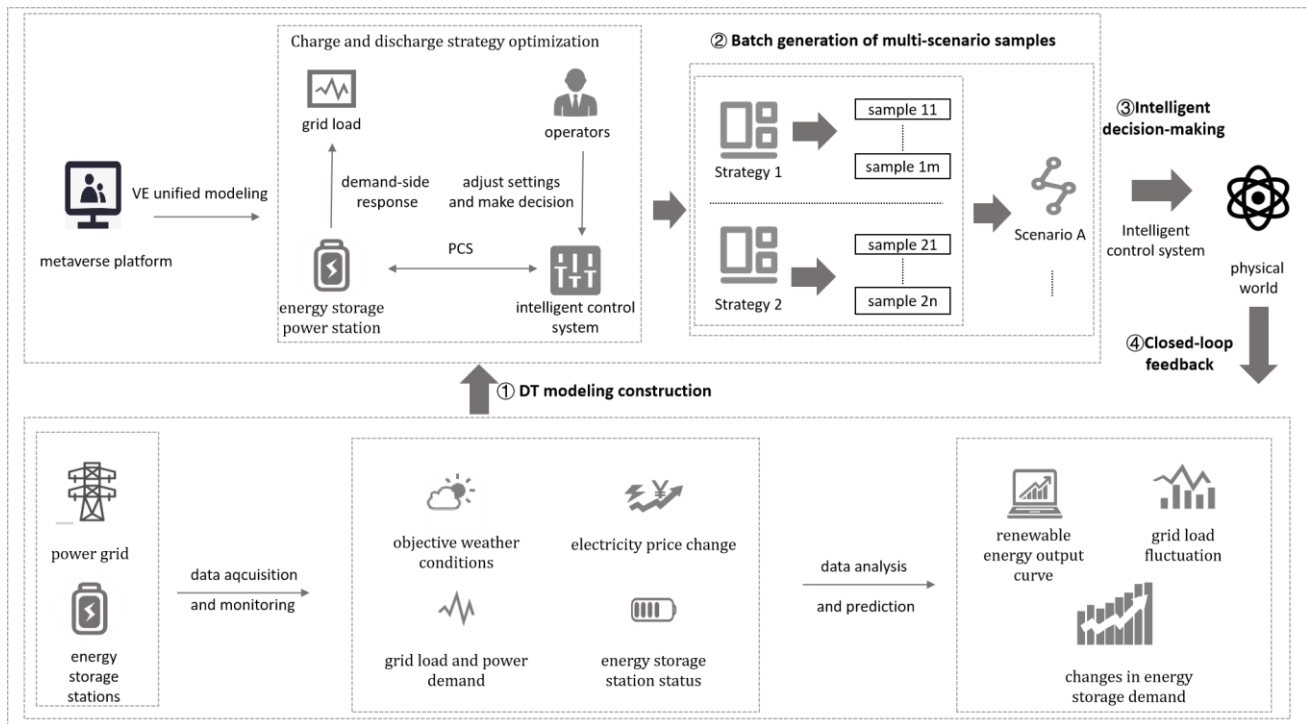 Charge and discharge strategy optimization
grid load
operators
demand-side
response
adjust settings
and make decision
VE unified modeling
metaverse platform
PCS
energy storage
power station
intelligent control
system
② Batch generation of multi-scenario samples
Strategy 1
sample 11
sample 1m
Strategy 2
sample 21
sample 2n
Scenario A
③Intelligent
decision-making
Intelligent
control system
physical
world
④Closed-loop
feedback
① DT modeling construction
power grid
energy
storage
stations
data aqcuisition
and monitoring
objective weather
conditions
¥
electricity price change
grid load and power
demand
energy storage
station status
data analysis
and prediction
renewable
energy output
curve
grid load
fluctuation
changes in energy
storage demand